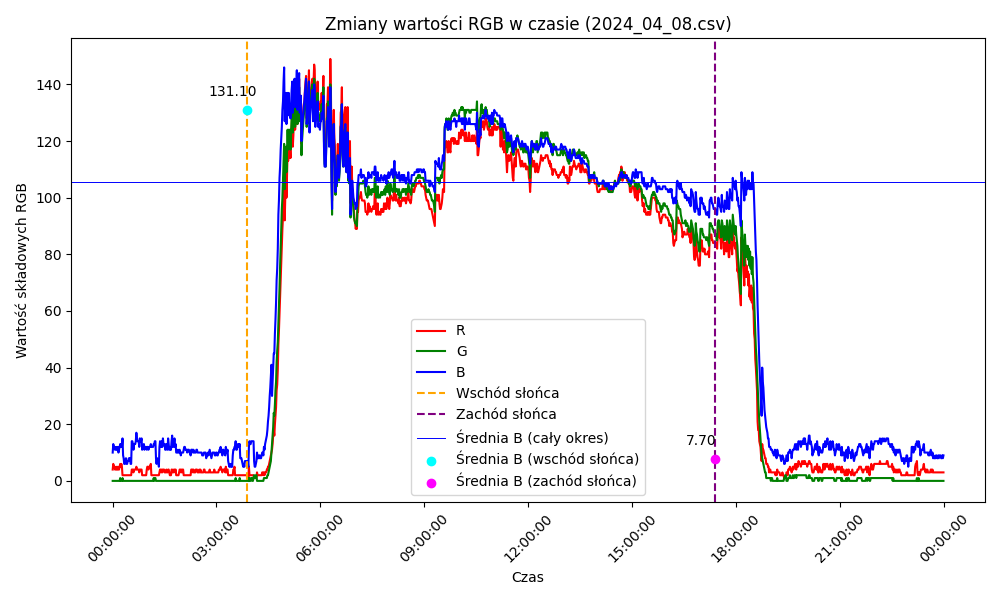 Zmiany wartości RGB w czasie (2024_04_08.csv)
Wartość składowych RGB
140
120
100
80
60
40
20
0
131.10
7.70
R
G
B
Wschód słońca
Zachód słońca
Średnia B (cały okres)
Średnia B (wschód słońca)
Średnia B (zachód słońca)
00:00:00
03:00:00
06:00:00
09:00:00
12:00:00
15:00:00
18:00:00
21:00:00
00:00:00
Czas